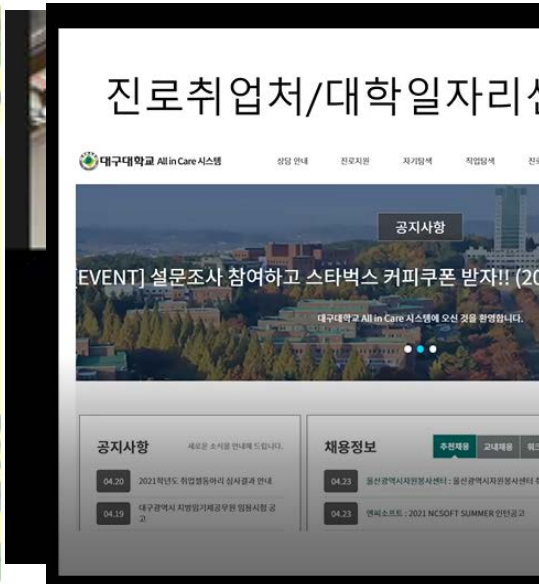 진로취업처/대학일자리센
대구대학교 All in Care 시스템
상담 안내 진로지원 자기탐색 직업탐색
공지사항
[EVENT] 설문조사 참여하고 스타벅스 커피쿠폰 받자!! (20
대구대학교 All in Care 시스템에 오신 것을 환영합니다.
공지사항 새로운 소식을 안내해 드립니다.
04.20 2021학년도 취업썰동아리 심사결과 안내
04.19 대구광역시 지방임기제공무원 임용시험 공
고
채용정보 추천채용 교내채용
04.23 울산광역시자원봉사센터 : 울산광역시자원봉사센터
04.23 엔씨소프트 : 2021 NCSOFT SUMMER 인턴공고